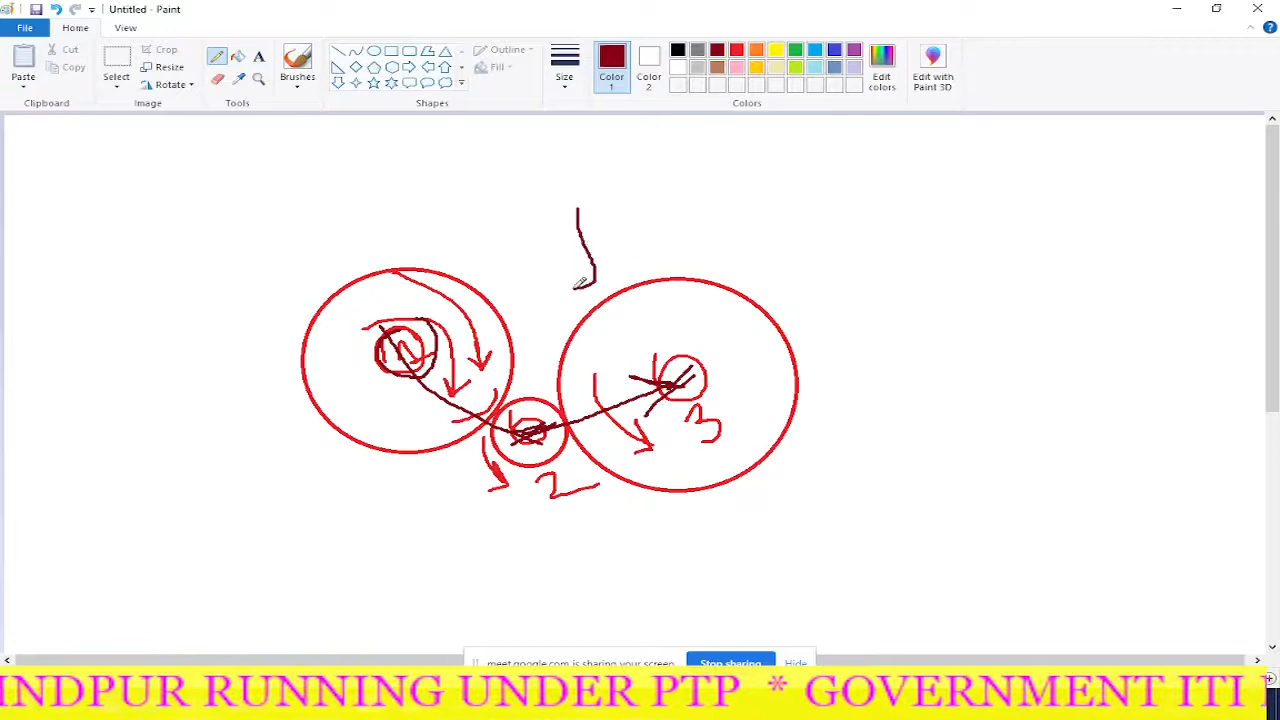 Untitled - Paint
File Home View
Paste
Cut
Copy
Select
Crop
Resize
Rotate
A
Brushes
Outline
Fill
Size
Color 1
Color 2
Edit colors
Edit with Paint 3D
Clipboard Image Tools Shapes Colors
3
2
meet.google.com is sharing your screen. Stop sharing Hide
INDPUR RUNNING UNDER PTP * GOVERNMENT ITI